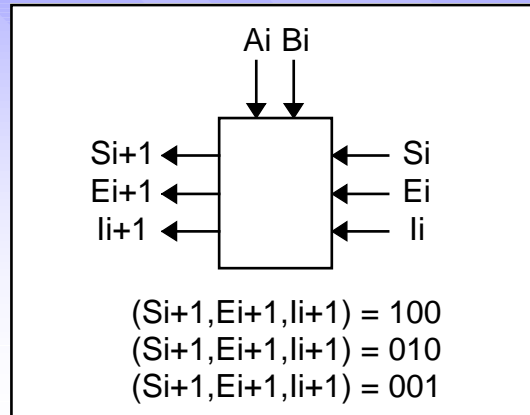 Ai Bi
Si+1 Si
Ei+1 Ei
Ii+1 Ii
(Si+1,Ei+1,Ii+1) = 100
(Si+1,Ei+1,Ii+1) = 010
(Si+1,Ei+1,Ii+1) = 001